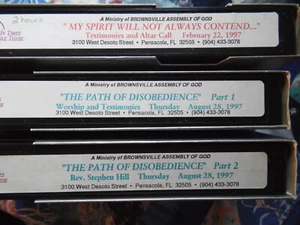 2 hours
A Ministry of BROWNSVILLE ASSEMBLY OF GOD
"MY SPIRIT WILL NOT ALWAYS CONTEND..."
Testimonies and Altar Call February 22, 1997
3100 West Desoto Street • Pensacola, FL 32505 • (904) 433-3078
A Ministry of BROWNSVILLE ASSEMBLY OF GOD
"THE PATH OF DISOBEDIENCE" Part 1
Worship and Testimonies Thursday August 28, 1997
3100 West Desoto Street • Pensacola, FL 32505 • (904) 433-3078
A Ministry of BROWNSVILLE ASSEMBLY OF GOD
"THE PATH OF DISOBEDIENCE" Part 2
Rev. Stephen Hill Thursday August 28, 1997
3100 West Desoto Street • Pensacola, FL 32505 • (904) 433-3078